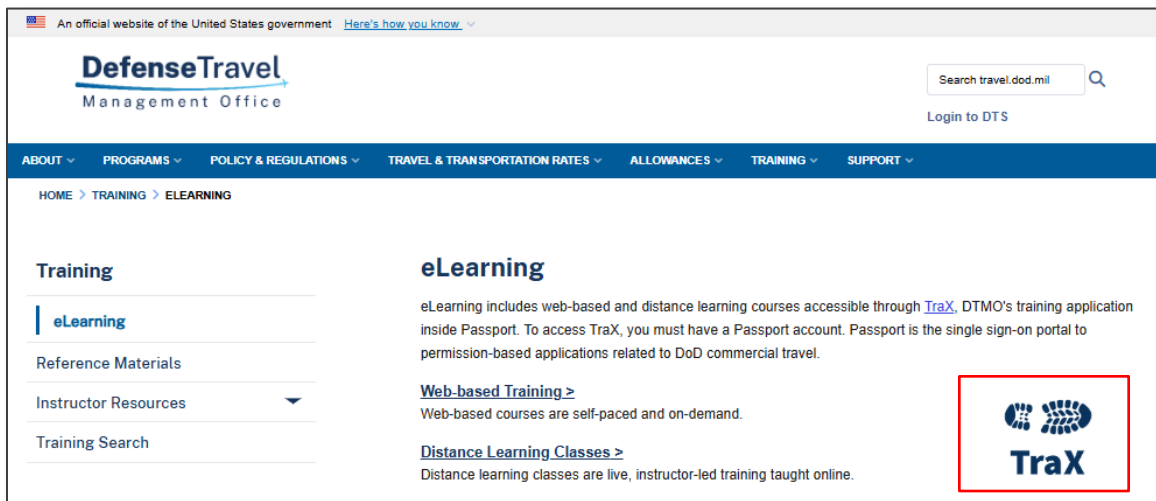 An official website of the United States government Here's how you know
DefenseTravel
Management Office
Search travel.dod.mil
Login to DTS
ABOUT PROGRAMS POLICY & REGULATIONS TRAVEL & TRANSPORTATION RATES ALLOWANCES TRAINING SUPPORT
HOME > TRAINING > ELEARNING
Training
eLearning
Reference Materials
Instructor Resources
Training Search
eLearning
eLearning includes web-based and distance learning courses accessible through TraX, DTMO's training application
inside Passport. To access TraX, you must have a Passport account. Passport is the single sign-on portal to
permission-based applications related to DoD commercial travel.
Web-based Training >
Web-based courses are self-paced and on-demand.
Distance Learning Classes >
Distance learning classes are live, instructor-led training taught online.
TraX